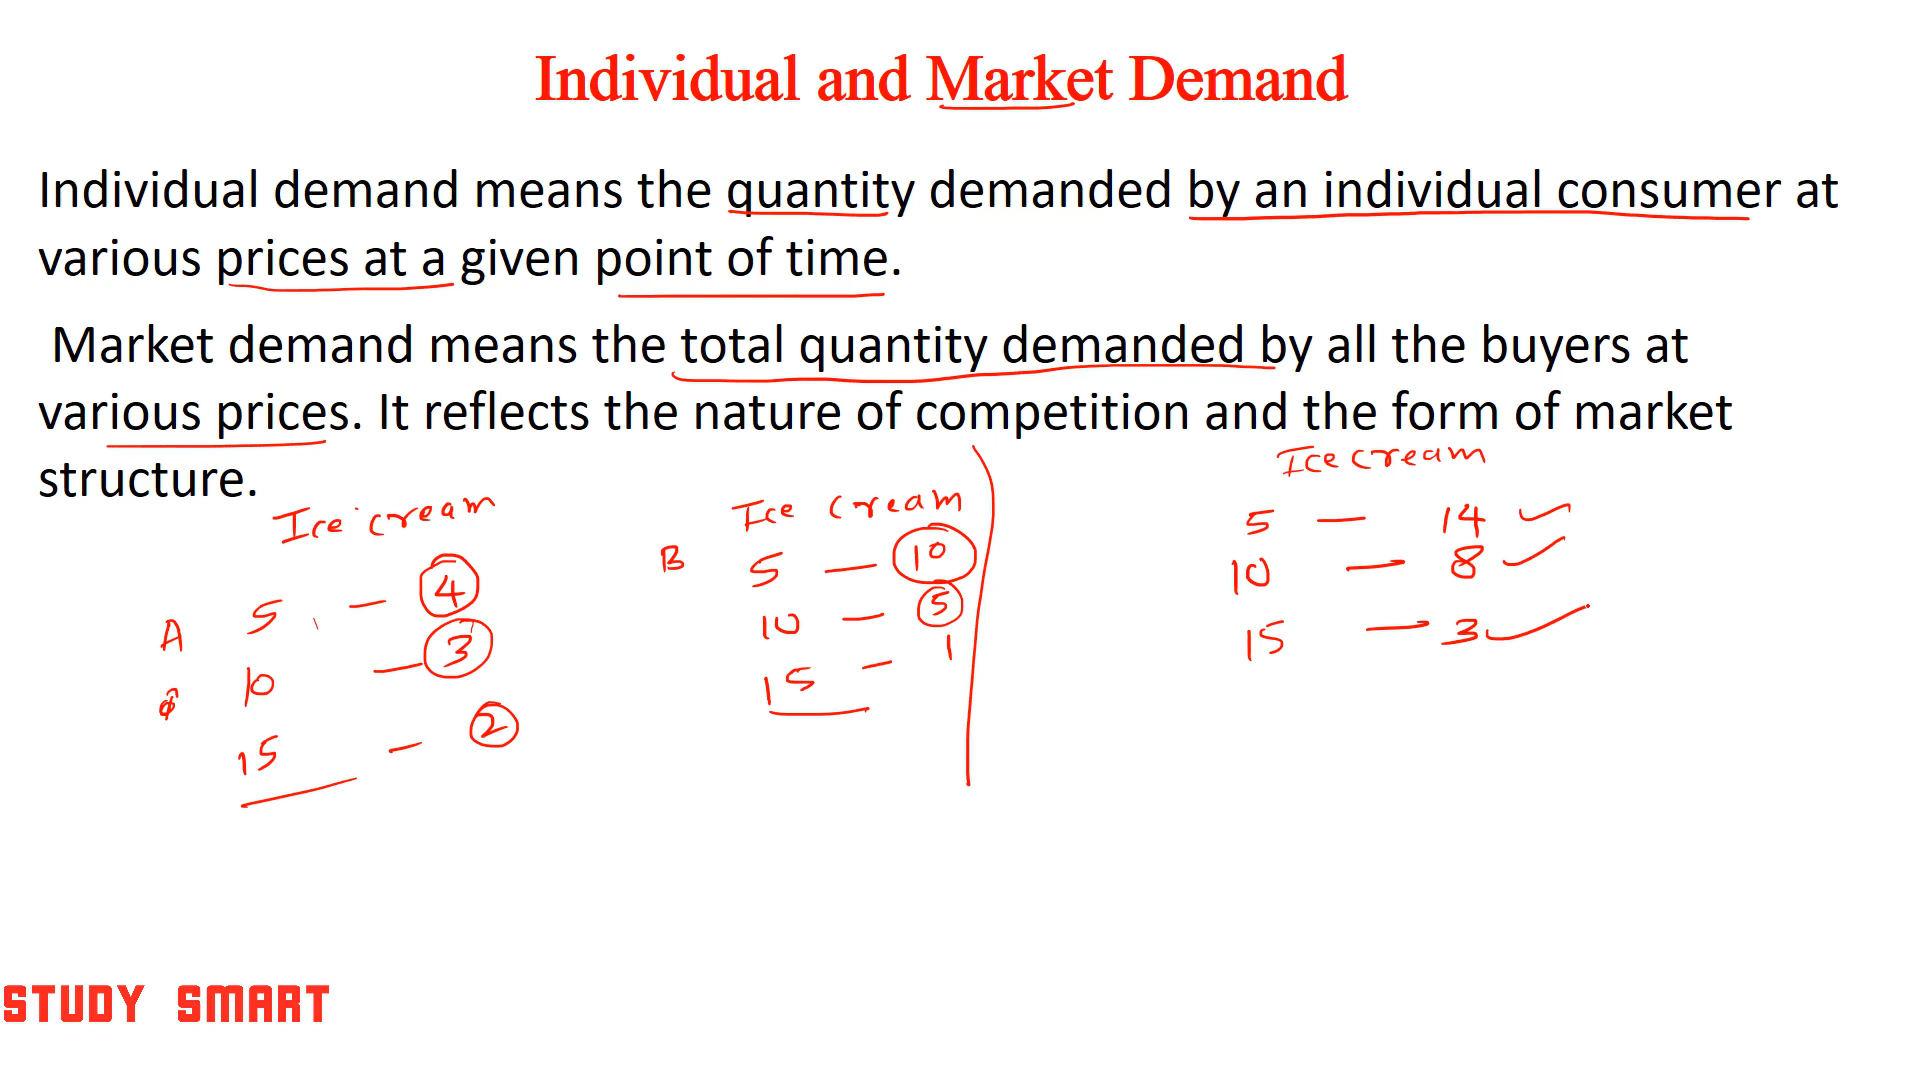 Individual and Market Demand
Individual demand means the quantity demanded by an individual consumer at
various prices at a given point of time.
Market demand means the total quantity demanded by all the buyers at
various prices. It reflects the nature of competition and the form of market
structure.
Ice cream
A 5 - 4
10 - 3
15 - 2
Ice cream
B 5 - 10
10 - 5
15 - 1
Ice cream
5 - 14
10 - 8
15 - 3
STUDY SMART